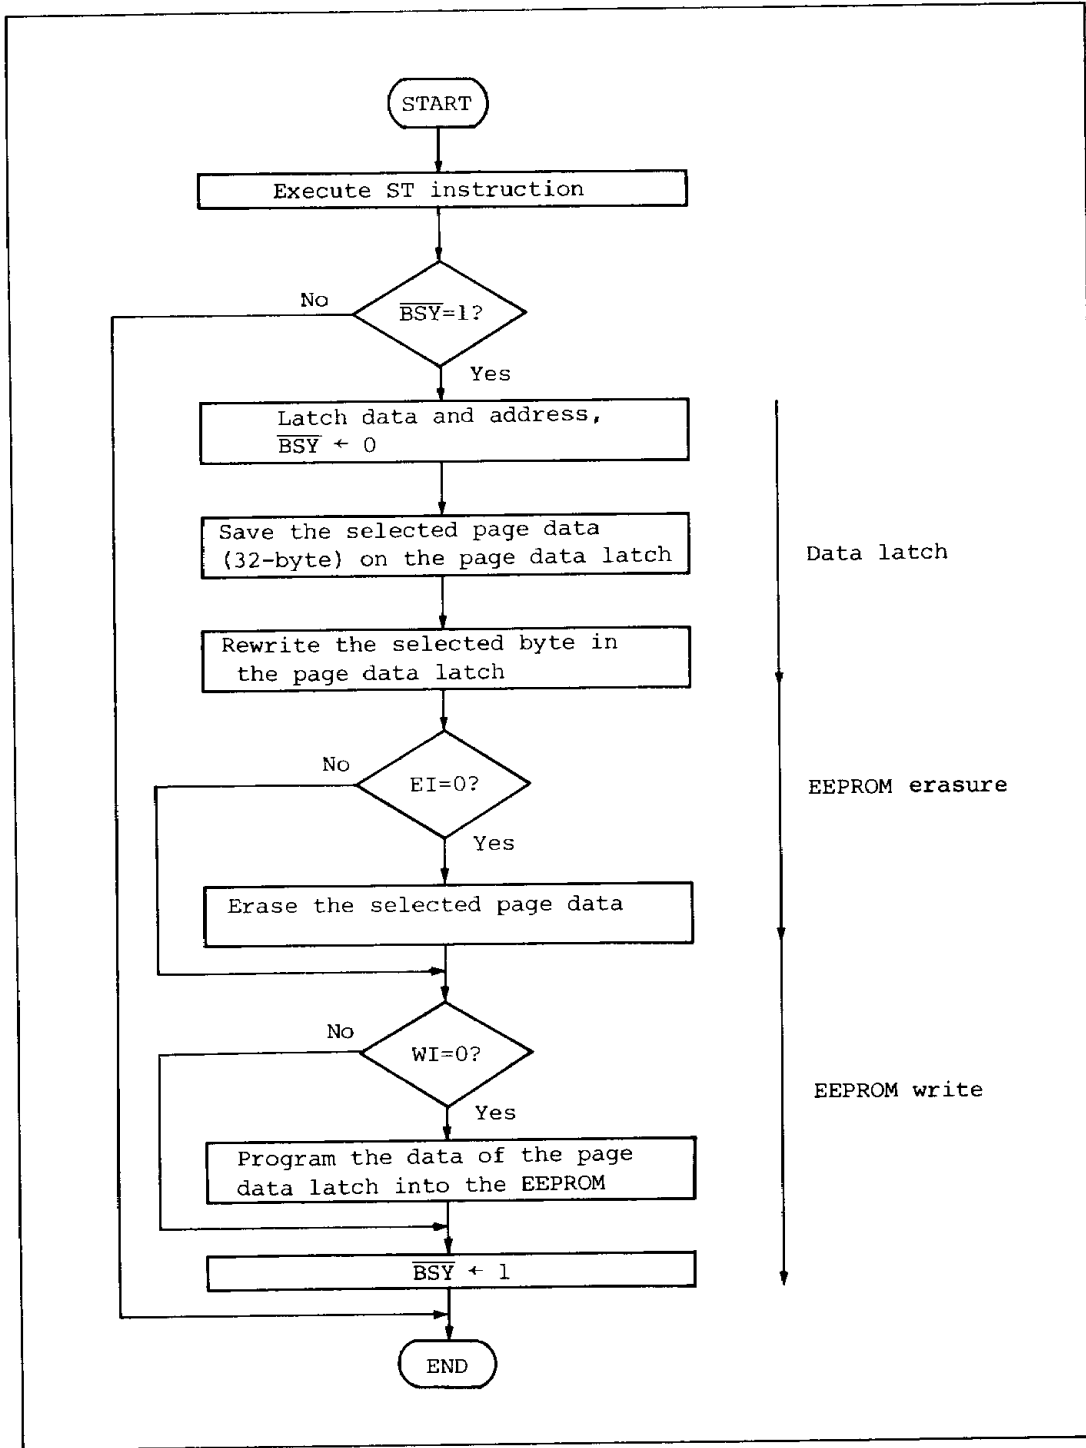 START
Execute ST instruction
No
B̅S̅Y̅=1?
Yes
Latch data and address,
B̅S̅Y̅ ← 0
Save the selected page data
(32-byte) on the page data latch
Data latch
Rewrite the selected byte in
the page data latch
No
EI=0?
EEPROM erasure
Yes
Erase the selected page data
No
WI=0?
EEPROM write
Yes
Program the data of the page
data latch into the EEPROM
B̅S̅Y̅ ← 1
END